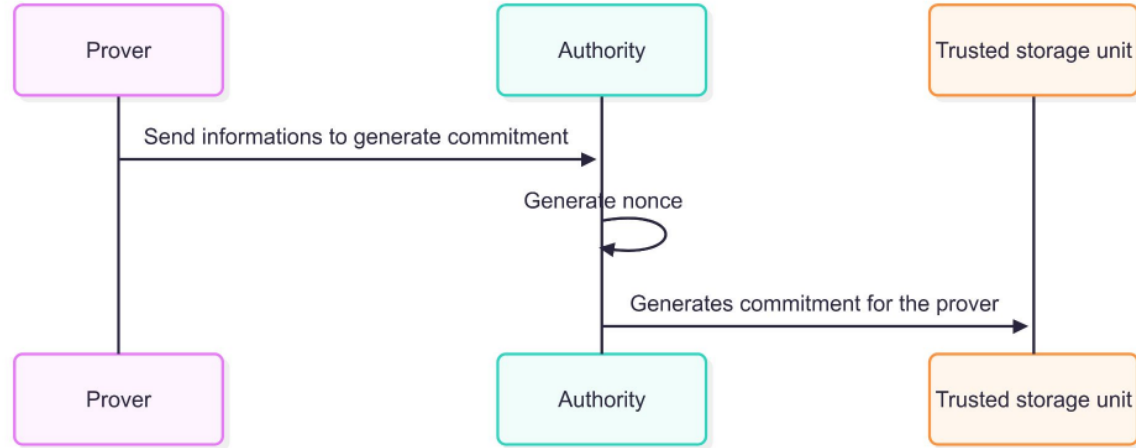 Prover
Authority
Trusted storage unit
Send informations to generate commitment
Generate nonce
Generates commitment for the prover
Prover
Authority
Trusted storage unit